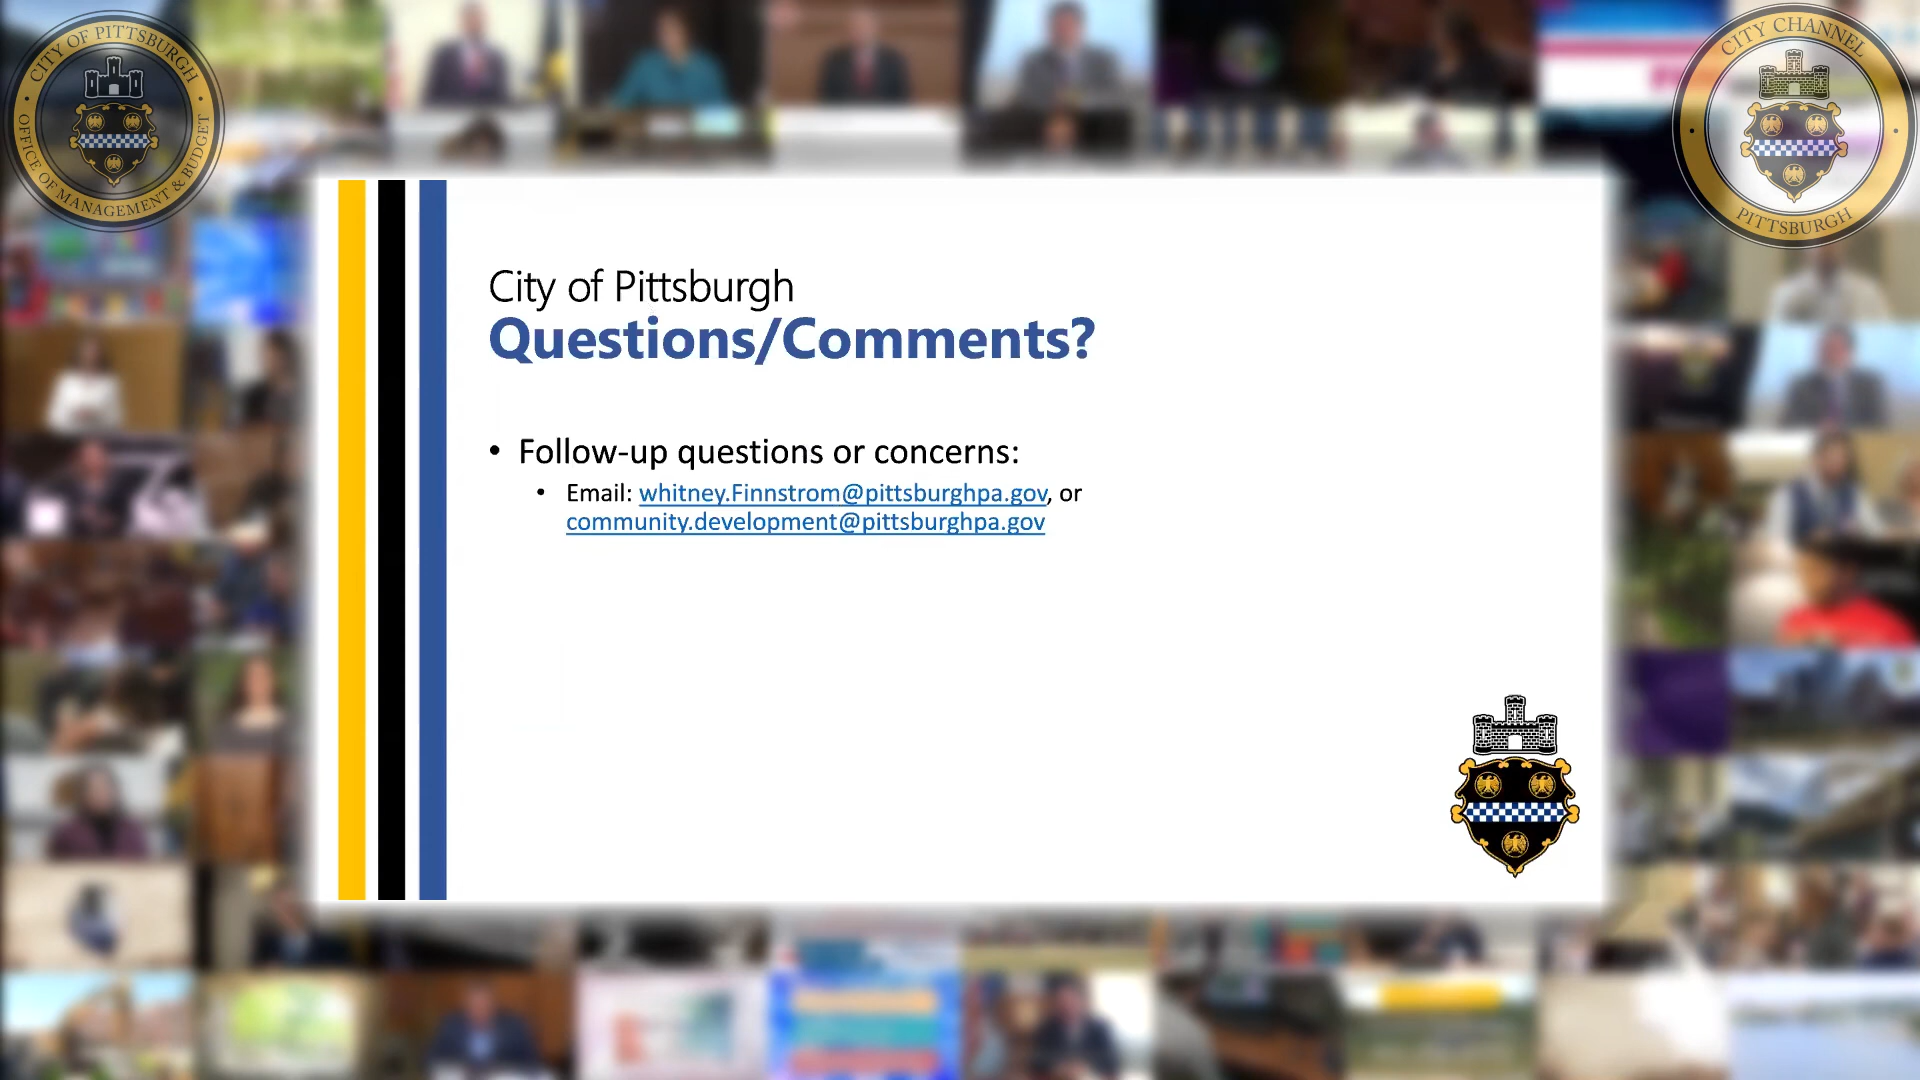 CITY OF PITTSBURGH
OFFICE OF MANAGEMENT & BUDGET
CITY CHANNEL
PITTSBURGH
City of Pittsburgh
Questions/Comments?
• Follow-up questions or concerns:
• Email: whitney.Finnstrom@pittsburghpa.gov, or
community.development@pittsburghpa.gov